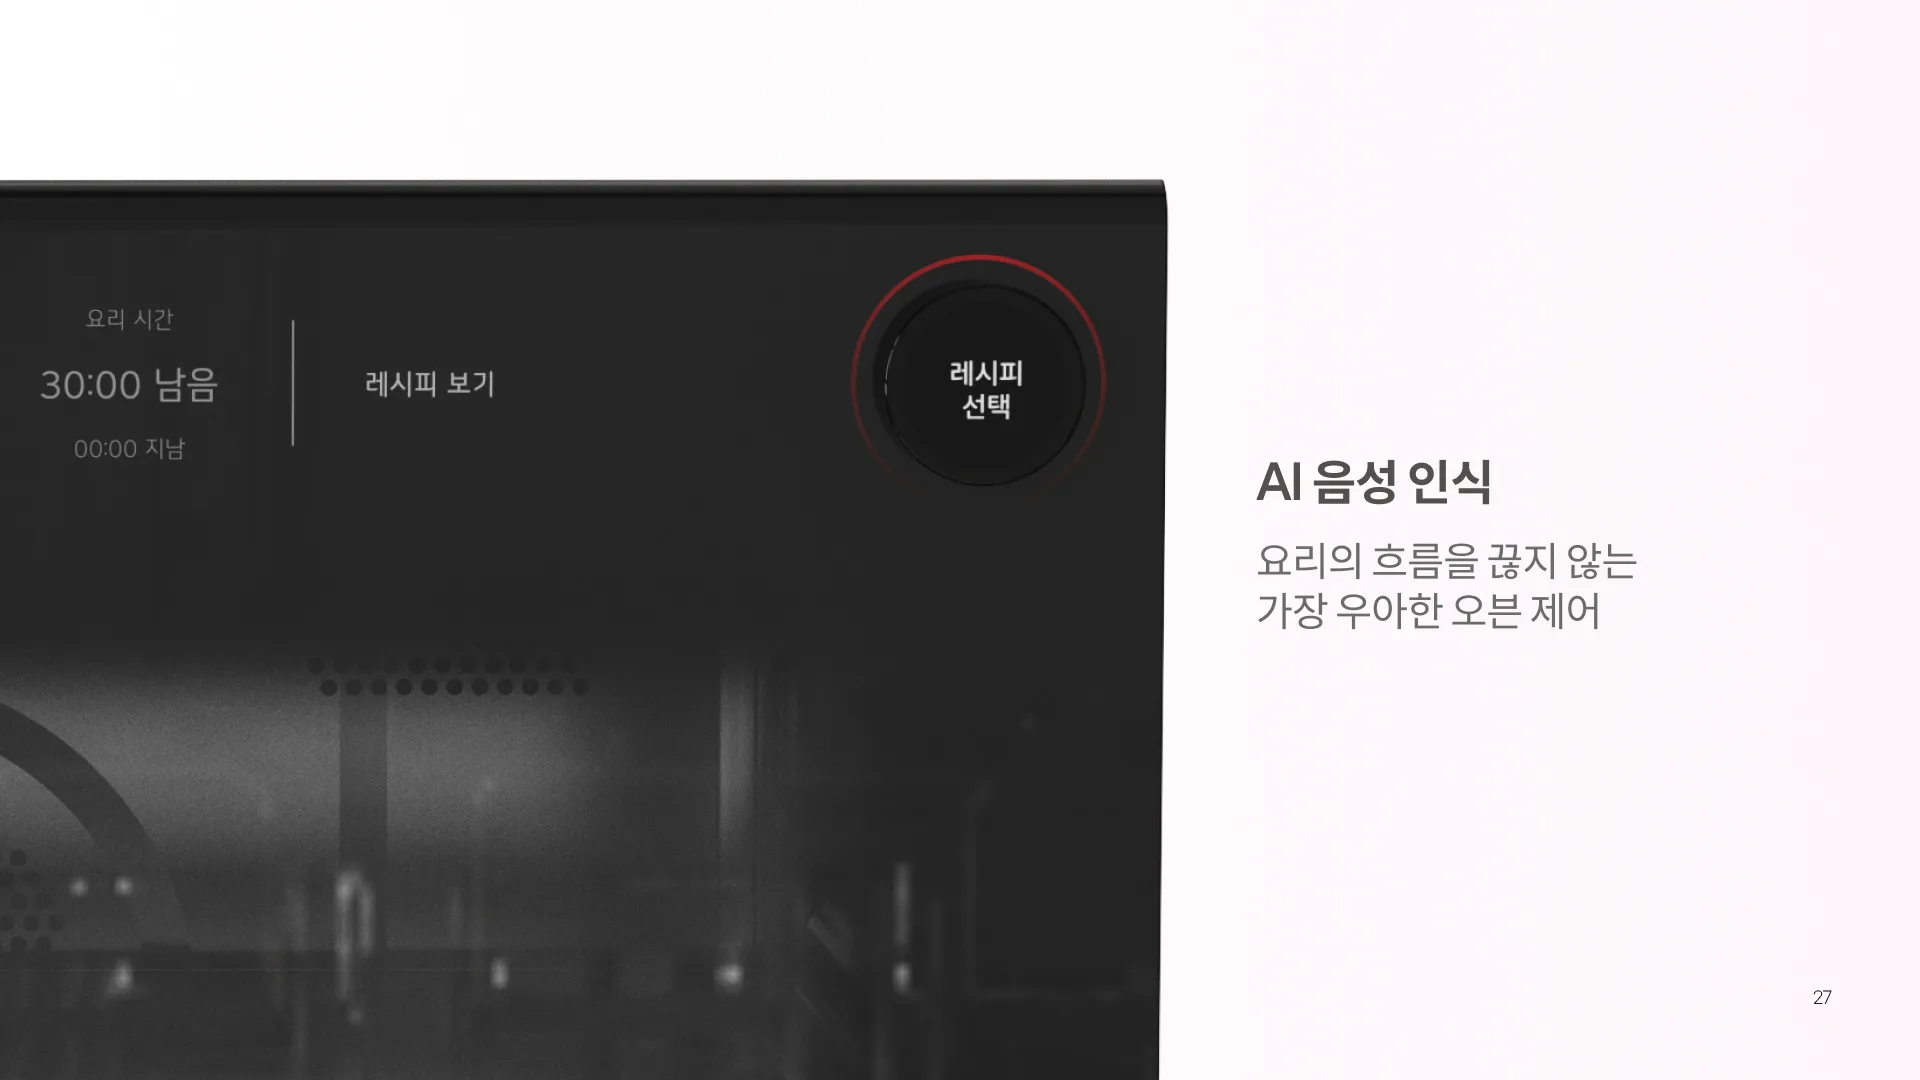 요리 시간
30:00 남음
00:00 지남
레시피 보기
레시피
선택
AI 음성 인식
요리의 흐름을 끊지 않는
가장 우아한 오븐 제어
27